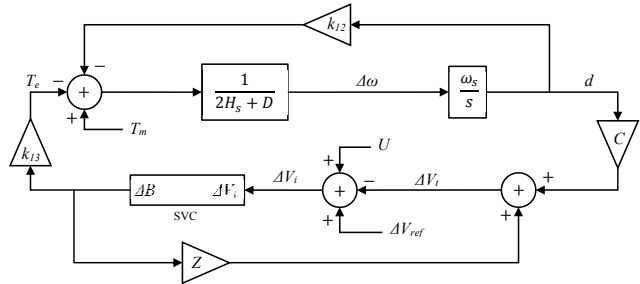 k12
Te − −
+
+
Tm
1
2Hs + D
Δω
ωs
s
d
C
k13
U
+
ΔB ΔVi
SVC
ΔVi
+ −
+
ΔVt
+ +
+
ΔVref
Z